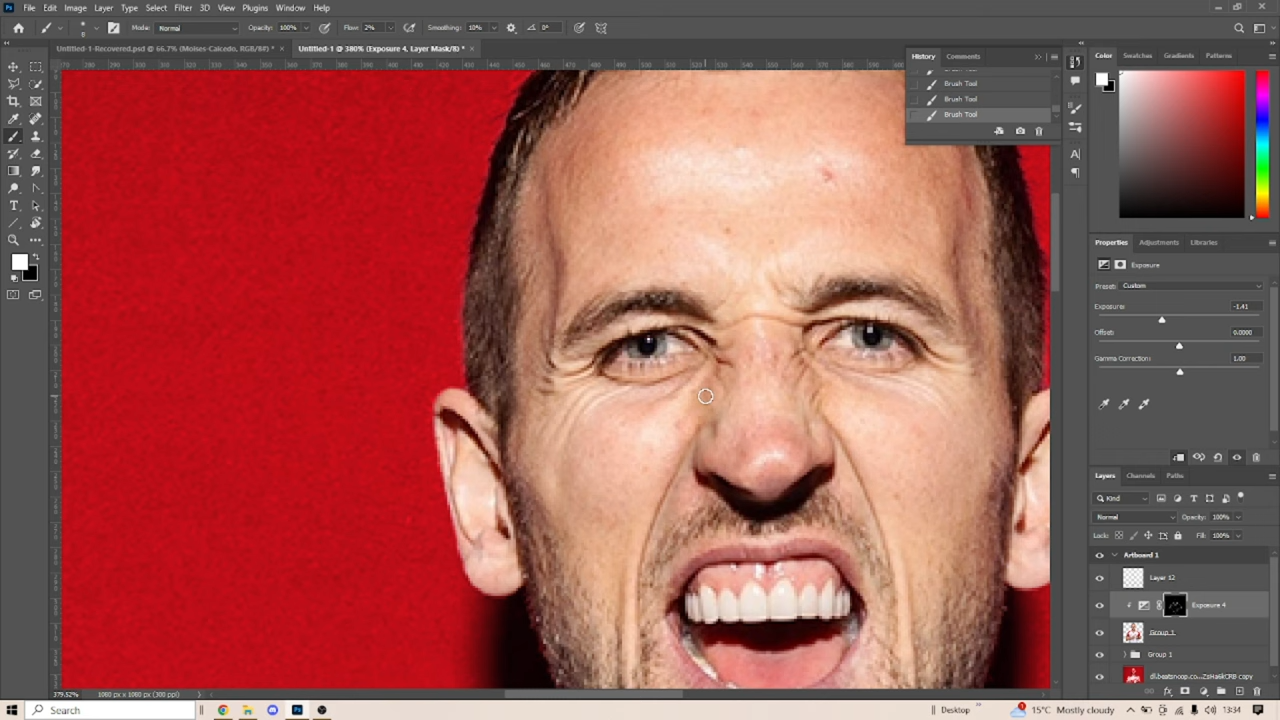 File Edit Image Layer Type Select Filter 3D View Plugins Window Help
Mode: Normal Opacity: 100% Flow: 2% Smoothing: 10% 0°
Untitled-1-Recovered.psd @ 66.7% (Moises-Caicedo, RGB/8#) * × Untitled-1 @ 380% (Exposure 4, Layer Mask/8) * ×
History Comments
Brush Tool
Brush Tool
Brush Tool
Color Swatches Gradients Patterns
Properties Adjustments Libraries
Exposure
Preset: Custom
Exposure: -1.41
Offset: 0.0000
Gamma Correction: 1.00
Layers Channels Paths
Kind
Normal Opacity: 100%
Lock: Fill: 100%
Artboard 1
Layer 12
Exposure 4
Group 1
Group 1
379.52% 1080 px x 1080 px (300 ppi)
Search
Desktop 15°C Mostly cloudy 13:34